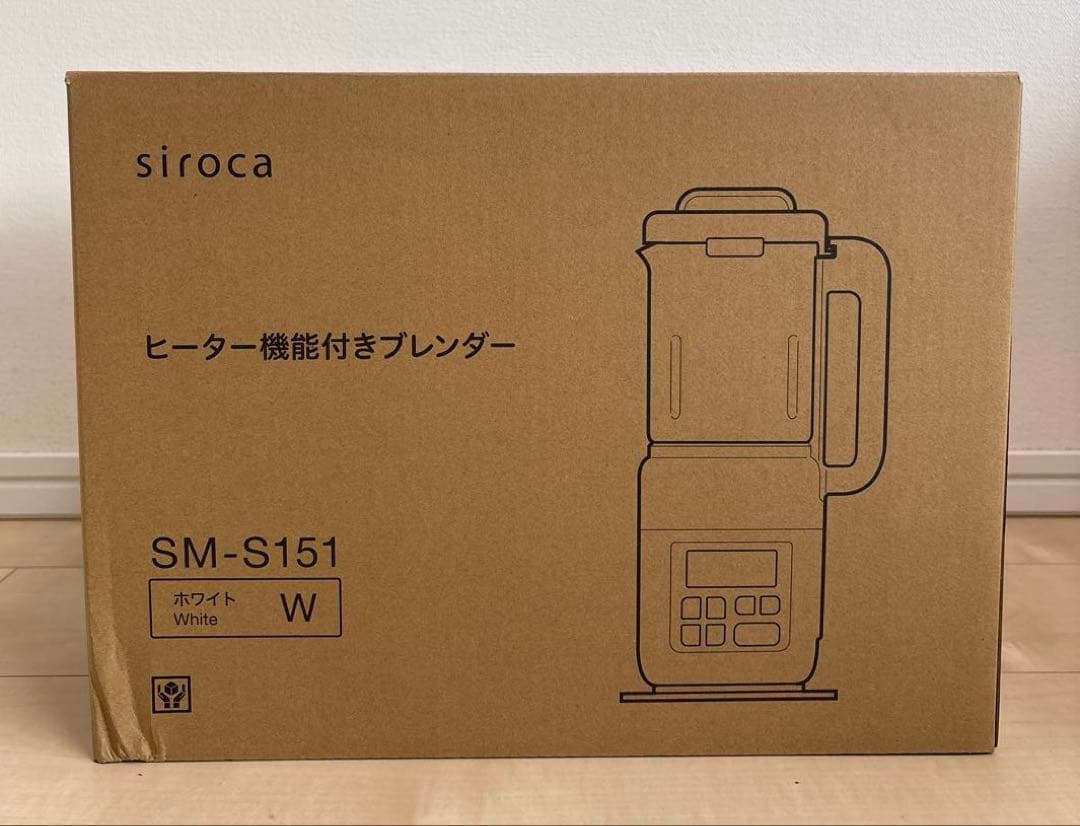 siroca
ヒーター機能付きブレンダー
SM-S151
ホワイト W
White